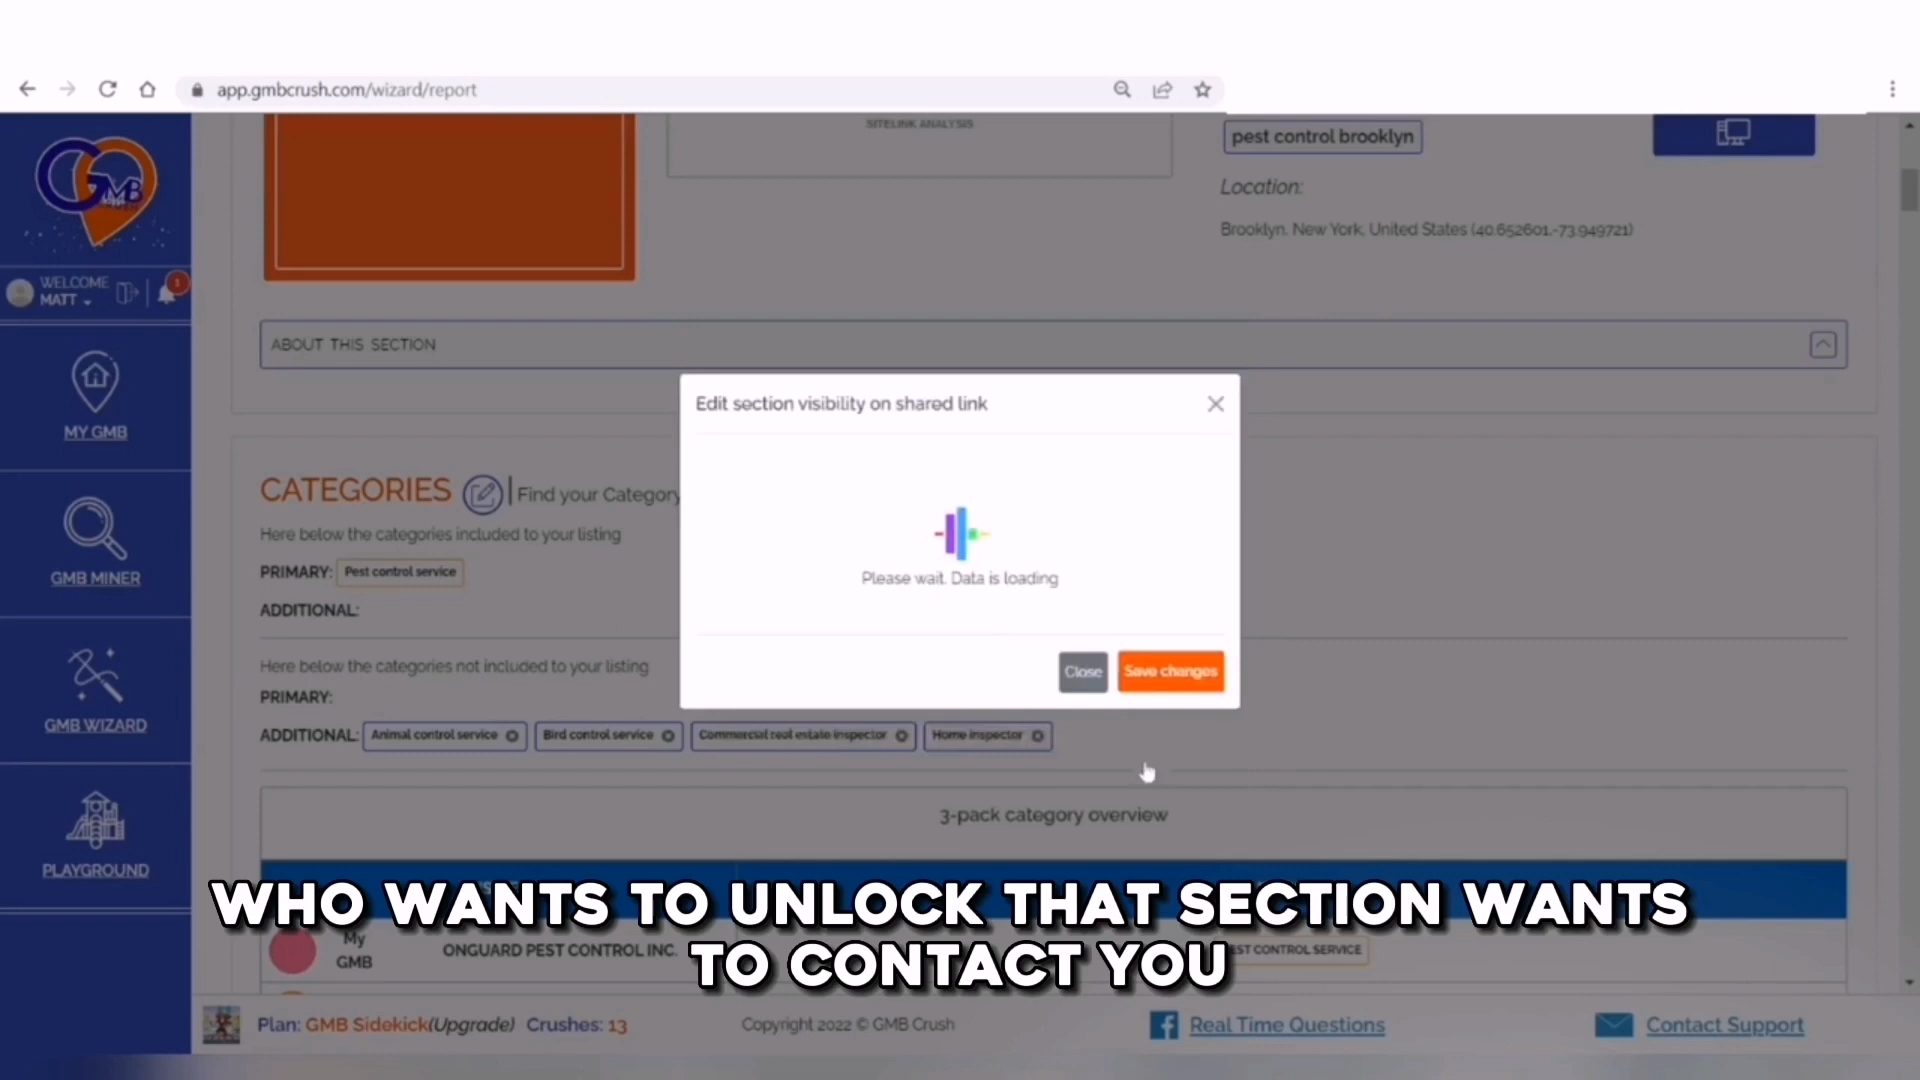 app.gmbcrush.com/wizard/report
GMB
WELCOME
MATT
1
MY GMB
GMB MINER
GMB WIZARD
PLAYGROUND
SITELINK ANALYSIS
pest control brooklyn
Location:
Brooklyn. New York, United States (40.652601,-73.949721)
ABOUT THIS SECTION
Edit section visibility on shared link
Please wait. Data is loading
Close Save changes
CATEGORIES Find your Category
Here below the categories included to your listing
PRIMARY: Pest control service
ADDITIONAL:
Here below the categories not included to your listing
PRIMARY:
ADDITIONAL: Animal control service Bird control service Commercial real estate inspector Home inspector
3-pack category overview
WHO WANTS TO UNLOCK THAT SECTION WANTS
TO CONTACT YOU
My
GMB
ONGUARD PEST CONTROL INC.
EST CONTROL SERVICE
Plan: GMB Sidekick(Upgrade) Crushes: 13
Copyright 2022 © GMB Crush
Real Time Questions
Contact Support